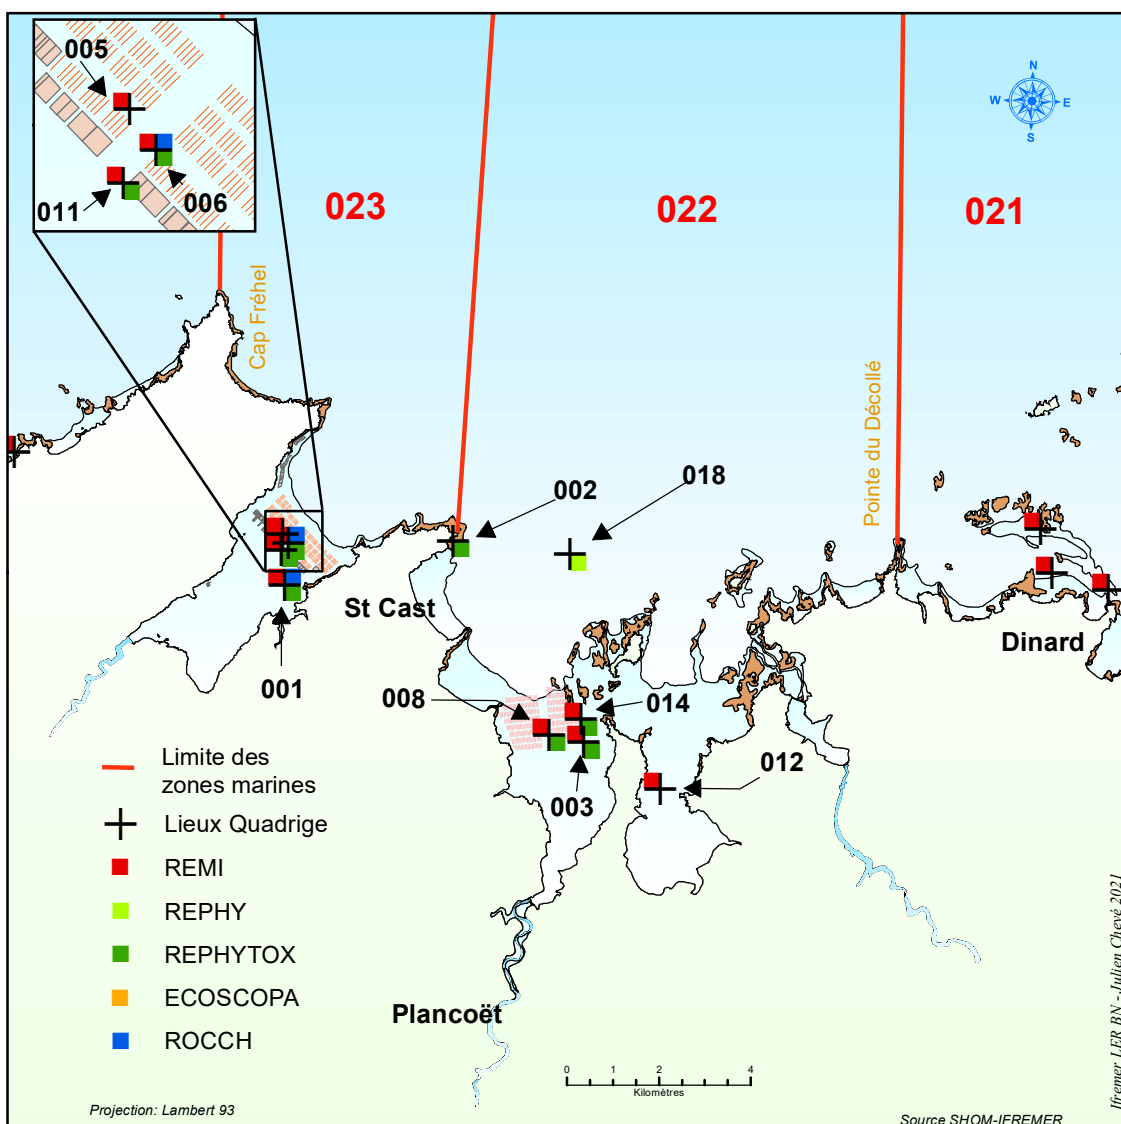 005
006
011
N
W
E
S
023
022
021
Cap Fréhel
Pointe du Décollé
002
018
St Cast
Dinard
001
008
014
012
003
Limite des
zones marines
Lieux Quadrige
REMI
REPHY
REPHYTOX
ECOSCOPA
ROCCH
Plancoët
0 1 2 4
Kilomètres
Projection: Lambert 93
Source SHOM-IFREMER
Ifremer LER BN - Julien Chevé 2021